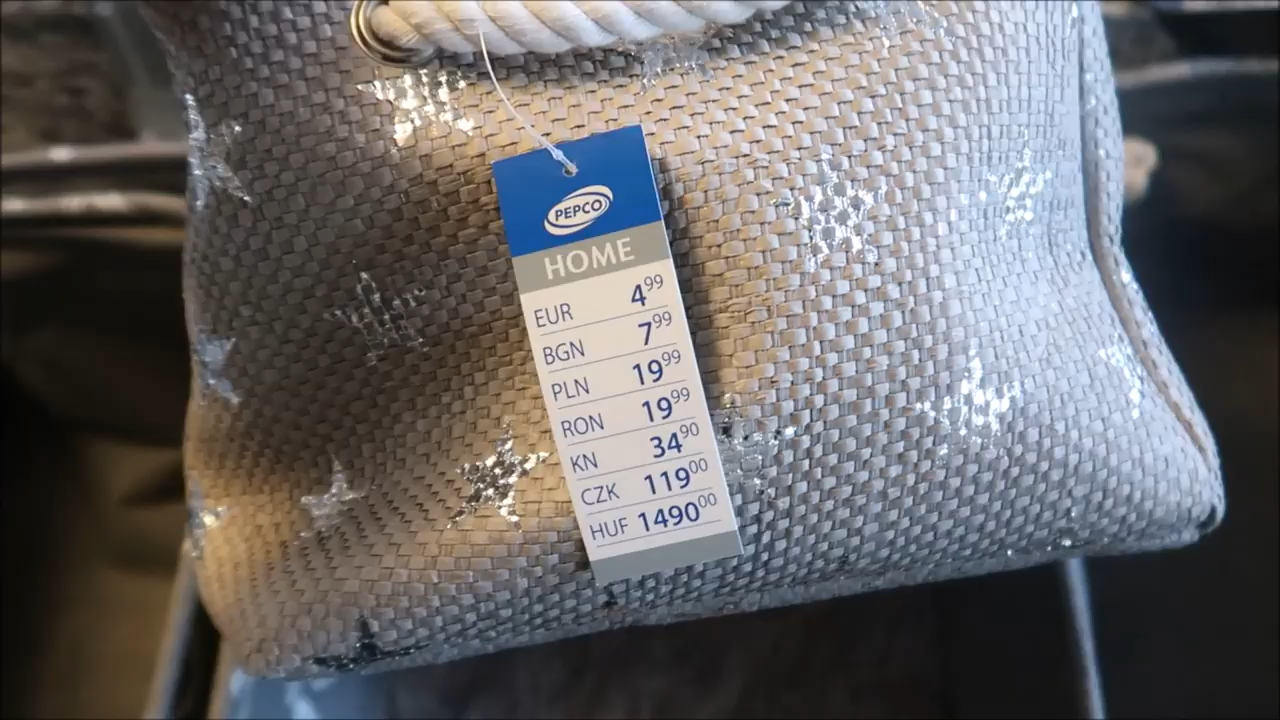 PEPCO
HOME
EUR 4⁹⁹
BGN 7⁹⁹
PLN 19⁹⁹
RON 19⁹⁹
KN 34⁹⁰
CZK 119⁰⁰
HUF 1490⁰⁰